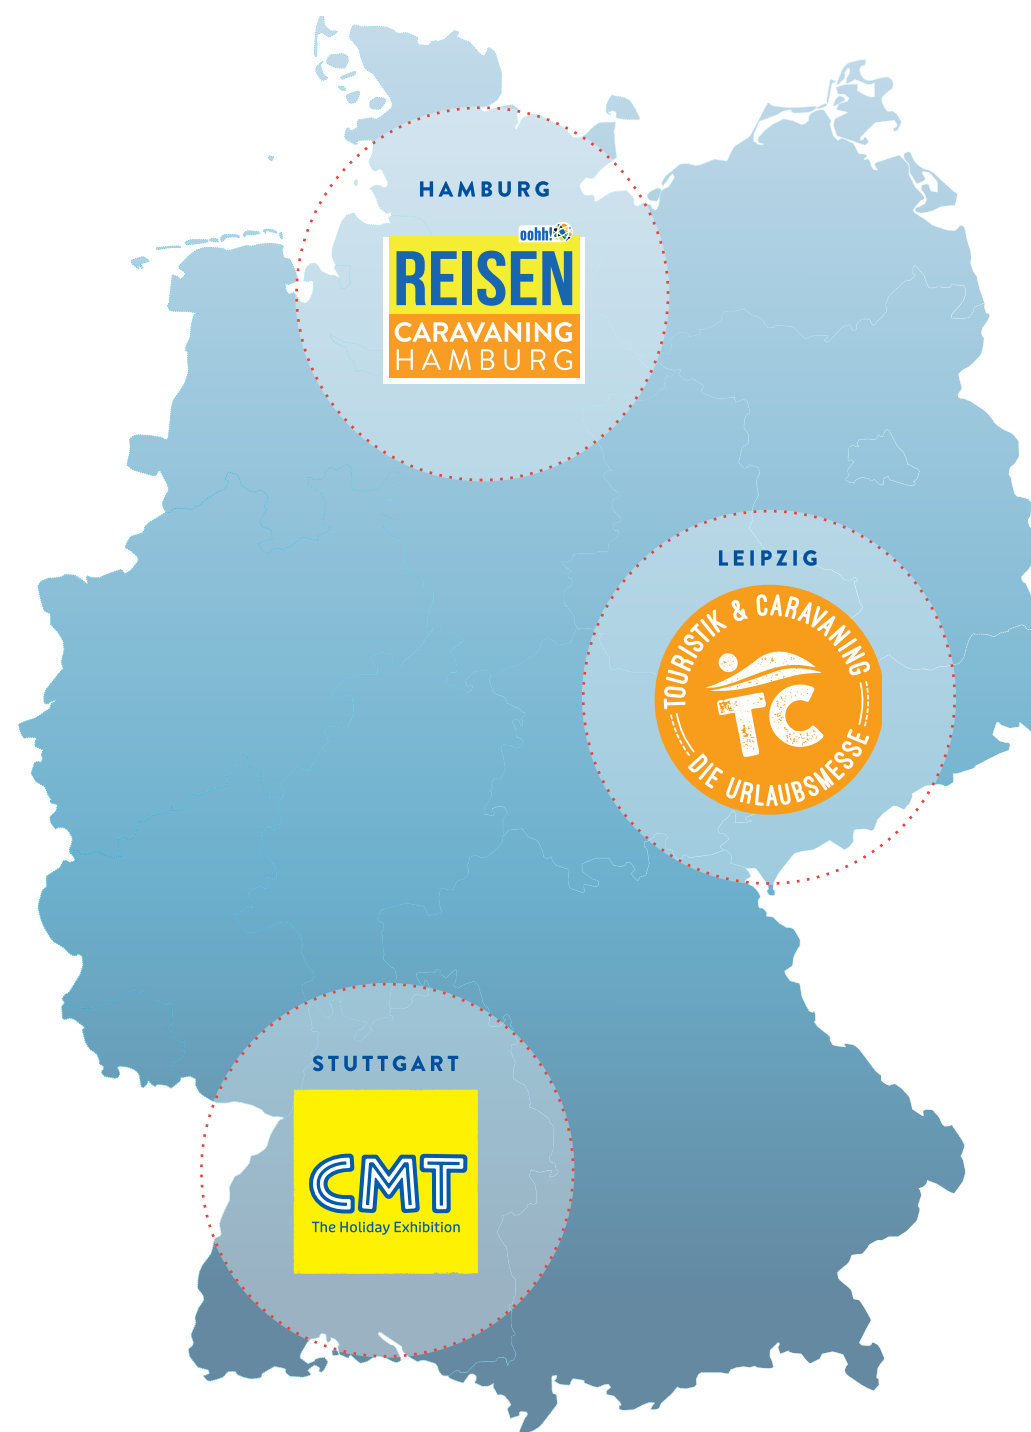 HAMBURG
oohh!
REISEN
CARAVANING
HAMBURG
LEIPZIG
TOURISTIK & CARAVANING
TC
DIE URLAUBSMESSE
STUTTGART
CMT
The Holiday Exhibition